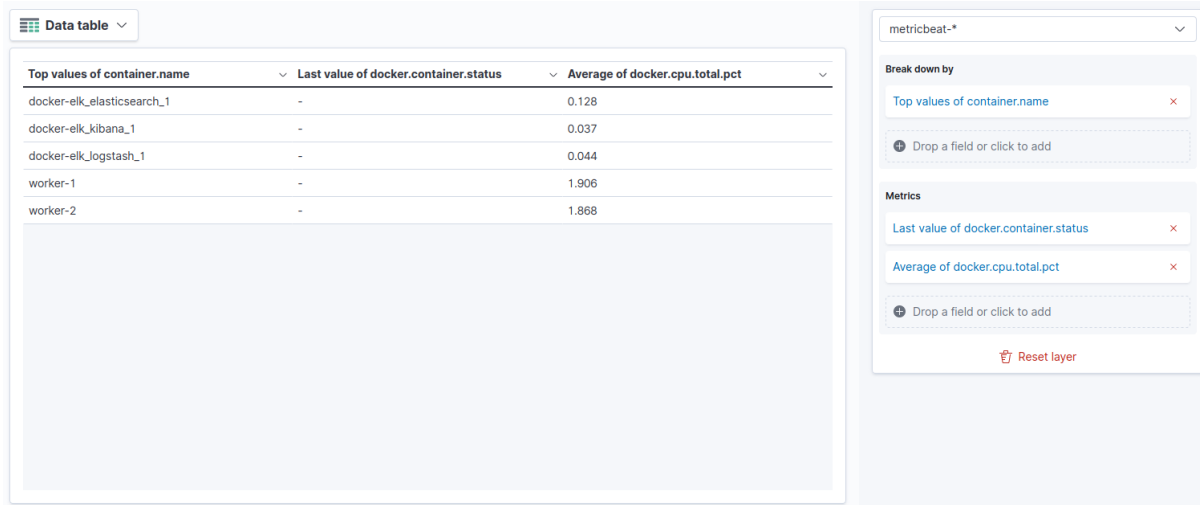 Data table
Top values of container.name Last value of docker.container.status Average of docker.cpu.total.pct
docker-elk_elasticsearch_1 - 0.128
docker-elk_kibana_1 - 0.037
docker-elk_logstash_1 - 0.044
worker-1 - 1.906
worker-2 - 1.868
metricbeat-*
Break down by
Top values of container.name
Drop a field or click to add
Metrics
Last value of docker.container.status
Average of docker.cpu.total.pct
Drop a field or click to add
Reset layer